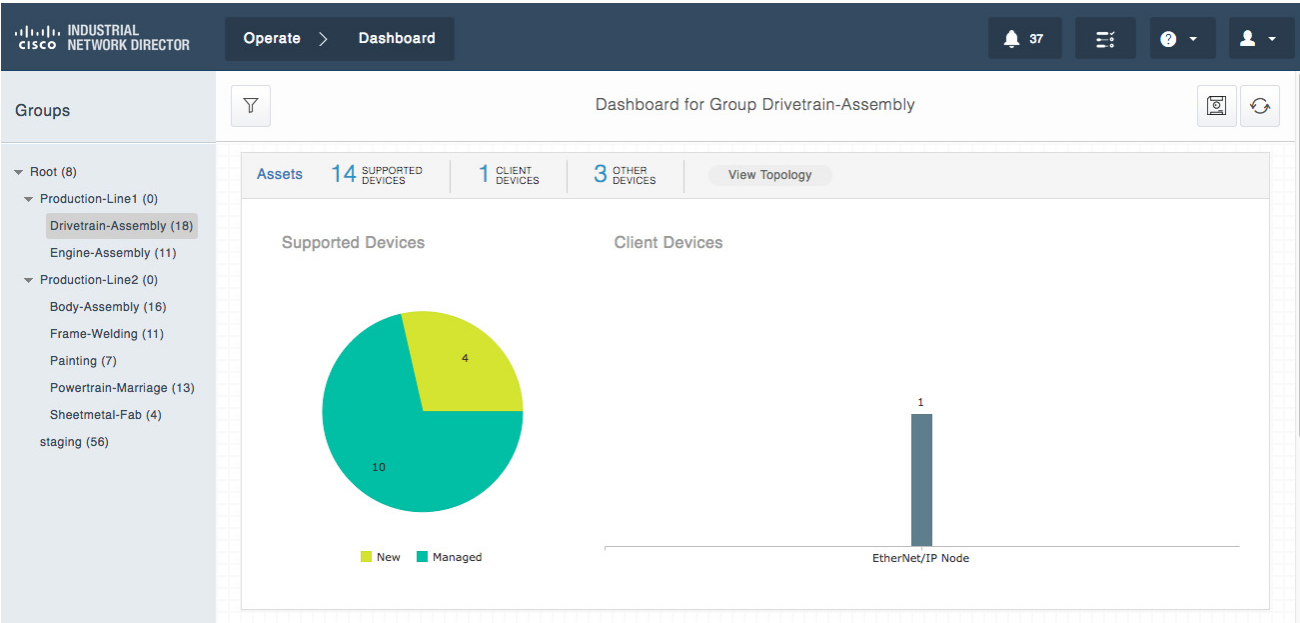 CISCO INDUSTRIAL NETWORK DIRECTOR
Operate Dashboard
37
Groups
Dashboard for Group Drivetrain-Assembly
Root (8)
Production-Line1 (0)
Drivetrain-Assembly (18)
Engine-Assembly (11)
Production-Line2 (0)
Body-Assembly (16)
Frame-Welding (11)
Painting (7)
Powertrain-Marriage (13)
Sheetmetal-Fab (4)
staging (56)
Assets 14 SUPPORTED DEVICES 1 CLIENT DEVICES 3 OTHER DEVICES View Topology
Supported Devices
4
10
New Managed
Client Devices
1
EtherNet/IP Node